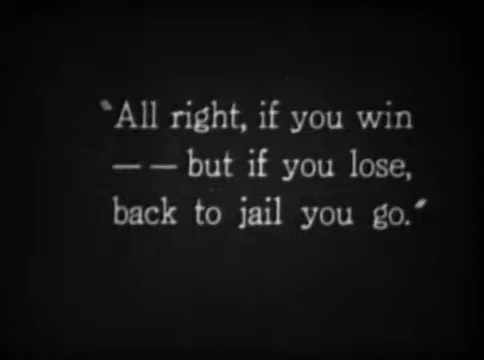 "All right, if you win
— — but if you lose,
back to jail you go."